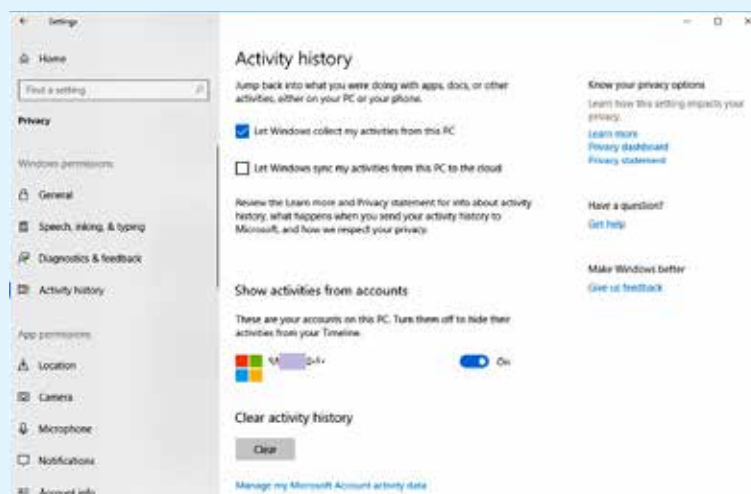 Settings
Home
Find a setting
Privacy
Windows permissions
General
Speech, inking, & typing
Diagnostics & feedback
Activity history
App permissions
Location
Camera
Microphone
Notifications
Account info
Activity history
Jump back into what you were doing with apps, docs, or other
activities, either on your PC or your phone.
Let Windows collect my activities from this PC
Let Windows sync my activities from this PC to the cloud
Review the Learn more and Privacy statement for info about activity
history, what happens when you send your activity history to
Microsoft, and how we respect your privacy.
Show activities from accounts
These are your accounts on this PC. Turn them off to hide their
activities from your Timeline.
On
Clear activity history
Clear
Manage my Microsoft Account activity data
Know your privacy options
Learn how this setting impacts your
privacy.
Learn more
Privacy dashboard
Privacy statement
Have a question?
Get help
Make Windows better
Give us feedback